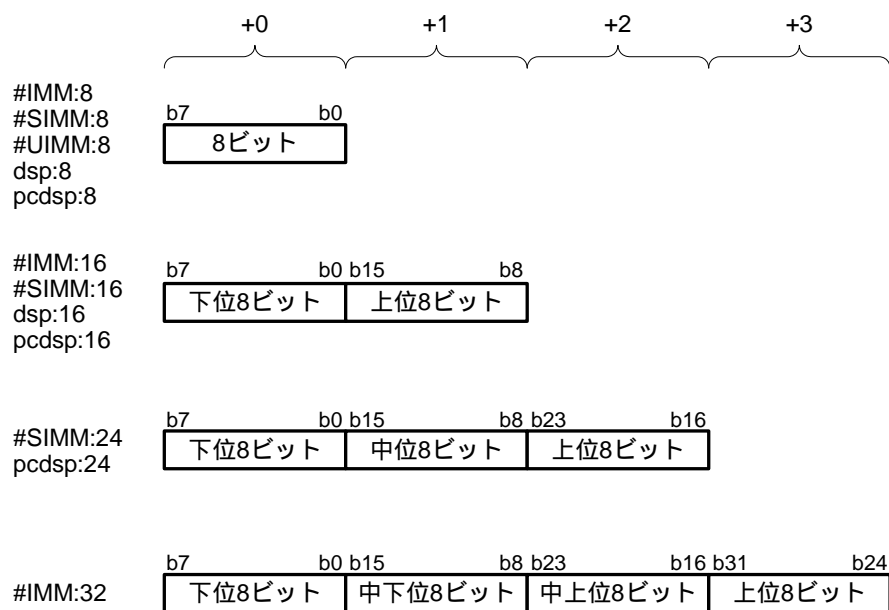 +0 +1 +2 +3
#IMM:8
#SIMM:8
#UIMM:8
dsp:8
pcdsp:8
b7 b0
8ビット
#IMM:16
#SIMM:16
dsp:16
pcdsp:16
b7 b0 b15 b8
下位8ビット 上位8ビット
#SIMM:24
pcdsp:24
b7 b0 b15 b8 b23 b16
下位8ビット 中位8ビット 上位8ビット
#IMM:32
b7 b0 b15 b8 b23 b16 b31 b24
下位8ビット 中下位8ビット 中上位8ビット 上位8ビット